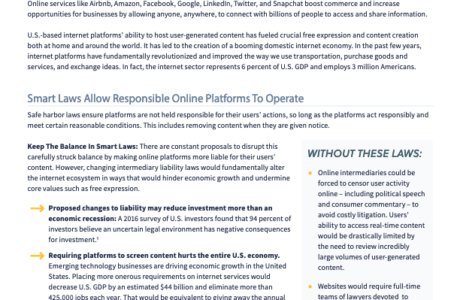 Online services like Airbnb, Amazon, Facebook, Google, LinkedIn, Twitter, and Snapchat boost commerce and increase
opportunities for businesses by allowing anyone, anywhere, to connect with billions of people to access and share information.
U.S.-based internet platforms' ability to host user-generated content has fueled crucial free expression and content creation
both at home and around the world. It has led to the creation of a booming domestic internet economy. In the past few years,
internet platforms have fundamentally revolutionized and improved the way we use transportation, purchase goods and
services, and exchange ideas. In fact, the internet sector represents 6 percent of U.S. GDP and employs 3 million Americans.
Smart Laws Allow Responsible Online Platforms To Operate
Safe harbor laws ensure platforms are not held responsible for their users' actions, so long as the platforms act responsibly and
meet certain reasonable conditions. This includes removing content when they are given notice.
Keep The Balance In Smart Laws: There are constant proposals to disrupt this
carefully struck balance by making online platforms more liable for their users'
content. However, changing intermediary liability laws would fundamentally alter
the internet ecosystem in ways that would hinder economic growth and undermine
core values such as free expression.
Proposed changes to liability may reduce investment more than an
economic recession: A 2016 survey of U.S. investors found that 94 percent of
investors believe an uncertain legal environment has negative consequences
for investment.
Requiring platforms to screen content hurts the entire U.S. economy.
Emerging technology businesses are driving economic growth in the United
States. Placing more onerous requirements on internet services would
decrease U.S. GDP by an estimated $44 billion and eliminate more than
425,000 jobs each year. That would be equivalent to giving away the annual
WITHOUT THESE LAWS:
Online intermediaries could
be forced to censor user activity
online – including political speech
and consumer commentary – to
avoid costly litigation. Users'
ability to access real-time content
would be drastically limited by
the need to review incredibly
large volumes of user-generated
content.
Websites would require full-time
teams of lawyers devoted to